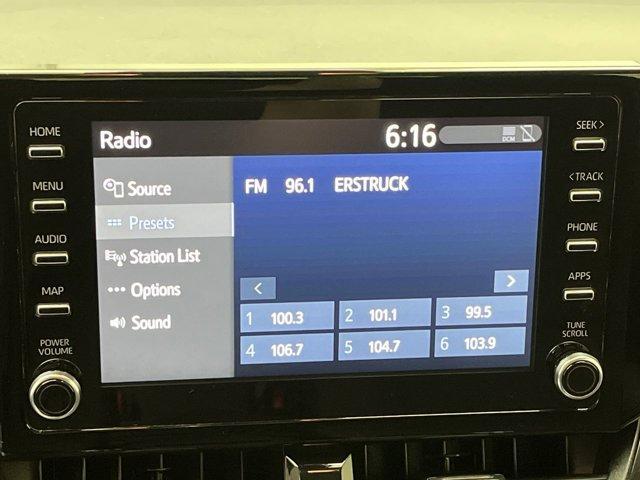 HOME
MENU
AUDIO
MAP
POWER
VOLUME
Radio
6:16
DCM
Source
Presets
Station List
Options
Sound
FM 96.1 ERSTRUCK
<
>
1 100.3
2 101.1
3 99.5
4 106.7
5 104.7
6 103.9
SEEK >
< TRACK
PHONE
APPS
TUNE
SCROLL